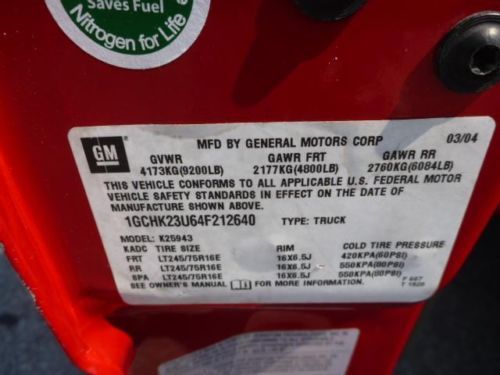 Saves Fuel
Nitrogen for Life
GM
MFD BY GENERAL MOTORS CORP 03/04
GVWR GAWR FRT GAWR RR
4173KG(9200LB) 2177KG(4800LB) 2760KG(6084LB)
THIS VEHICLE CONFORMS TO ALL APPLICABLE U.S. FEDERAL MOTOR
VEHICLE SAFETY STANDARDS IN EFFECT ON THE DATE OF
MANUFACTURE SHOWN ABOVE.
1GCHK23U64F212640 TYPE: TRUCK
MODEL: K25943
KADC TIRE SIZE RIM COLD TIRE PRESSURE
FRT LT245/75R16E 16X6.5J 420KPA(60PSI)
RR LT245/75R16E 16X6.5J 550KPA(80PSI)
SPA LT245/75R16E 16X6.5J 550KPA(80PSI)
SEE OWNER'S MANUAL FOR MORE INFORMATION.